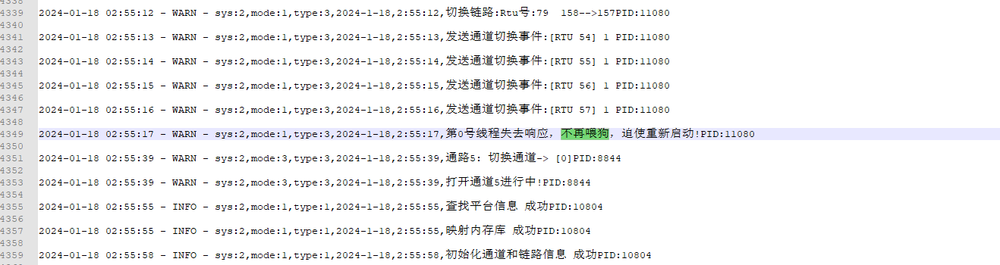 4339 2024-01-18 02:55:12 - WARN - sys:2,mode:1,type:3,2024-1-18,2:55:12,切换链路:Rtu号:79  158-->157PID:11080
4340
4341 2024-01-18 02:55:13 - WARN - sys:2,mode:1,type:3,2024-1-18,2:55:13,发送通道切换事件:[RTU 54] 1 PID:11080
4342
4343 2024-01-18 02:55:14 - WARN - sys:2,mode:1,type:3,2024-1-18,2:55:14,发送通道切换事件:[RTU 55] 1 PID:11080
4344
4345 2024-01-18 02:55:15 - WARN - sys:2,mode:1,type:3,2024-1-18,2:55:15,发送通道切换事件:[RTU 56] 1 PID:11080
4346
4347 2024-01-18 02:55:16 - WARN - sys:2,mode:1,type:3,2024-1-18,2:55:16,发送通道切换事件:[RTU 57] 1 PID:11080
4348
4349 2024-01-18 02:55:17 - WARN - sys:2,mode:1,type:3,2024-1-18,2:55:17,第0号线程失去响应，不再喂狗，迫使重新启动!PID:11080
4350
4351 2024-01-18 02:55:39 - WARN - sys:2,mode:3,type:3,2024-1-18,2:55:39,通路5: 切换通道-> [0]PID:8844
4352
4353 2024-01-18 02:55:39 - WARN - sys:2,mode:3,type:3,2024-1-18,2:55:39,打开通道5进行中!PID:8844
4354
4355 2024-01-18 02:55:55 - INFO - sys:2,mode:1,type:1,2024-1-18,2:55:55,查找平台信息 成功PID:10804
4356
4357 2024-01-18 02:55:55 - INFO - sys:2,mode:1,type:1,2024-1-18,2:55:55,映射内存库 成功PID:10804
4358
4359 2024-01-18 02:55:58 - INFO - sys:2,mode:1,type:1,2024-1-18,2:55:58,初始化通道和链路信息 成功PID:10804